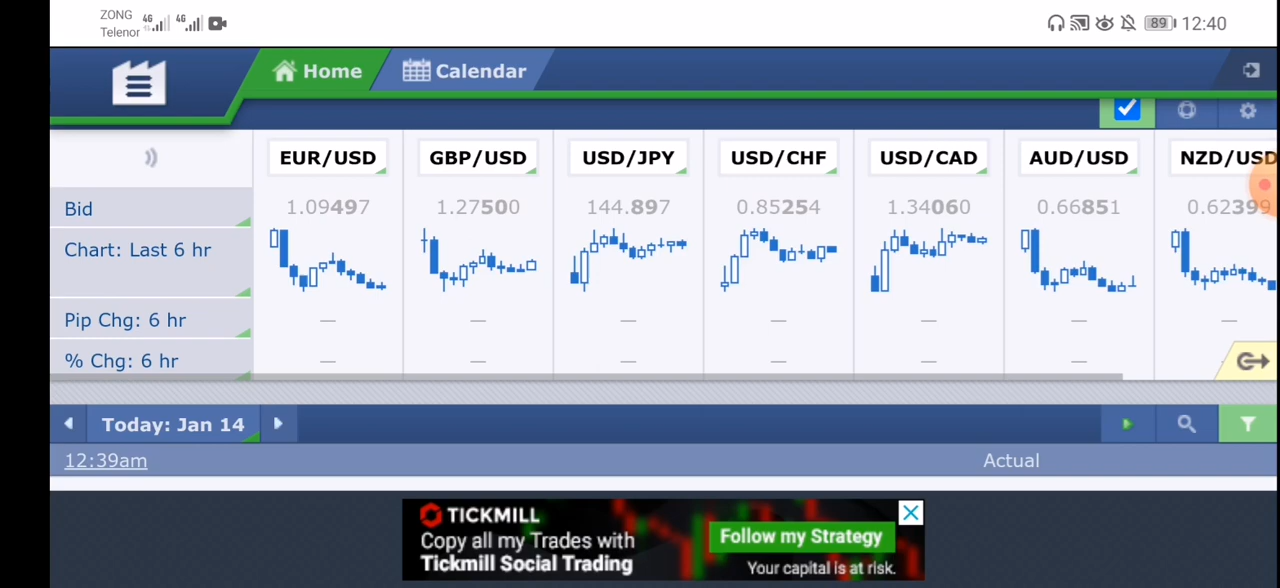 ZONG
Telenor
4G 4G 89 12:40
Home Calendar
EUR/USD GBP/USD USD/JPY USD/CHF USD/CAD AUD/USD NZD/USD
Bid 1.09497 1.27500 144.897 0.85254 1.34060 0.66851 0.62399
Chart: Last 6 hr
Pip Chg: 6 hr — — — — — — —
% Chg: 6 hr — — — — — —
Today: Jan 14
12:39am Actual
TICKMILL
Copy all my Trades with
Tickmill Social Trading
Follow my Strategy
Your capital is at risk.